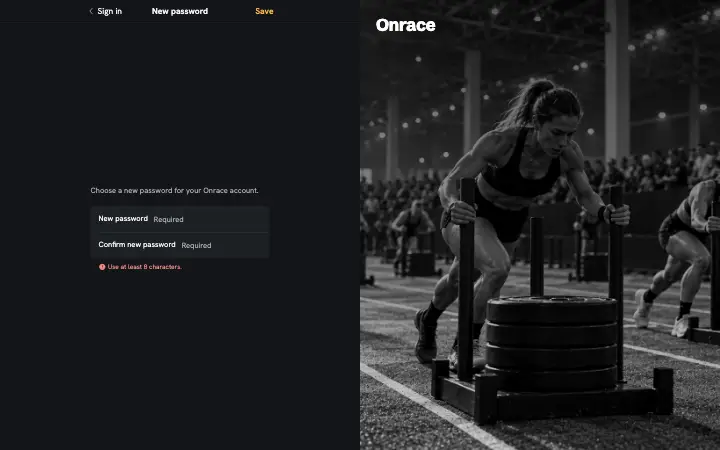 Sign in
New password
Save
Choose a new password for your Onrace account.
New password Required
Confirm new password Required
Use at least 8 characters.
Onrace